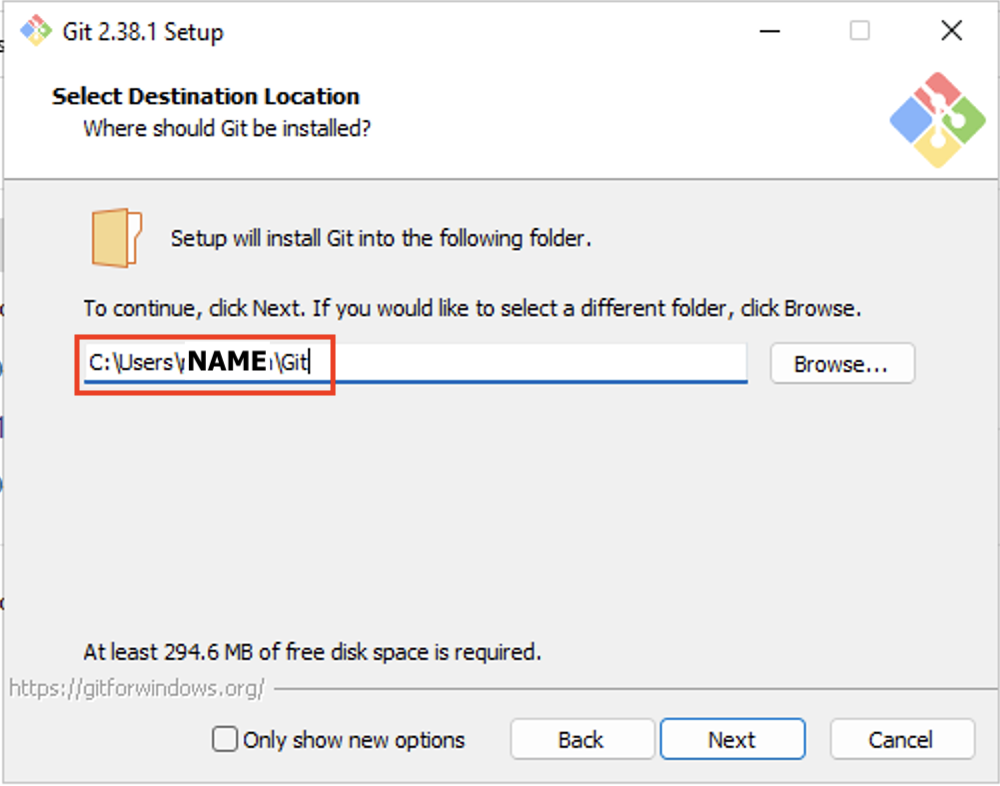 Git 2.38.1 Setup
Select Destination Location
Where should Git be installed?
Setup will install Git into the following folder.
To continue, click Next. If you would like to select a different folder, click Browse.
C:\Users\NAME\Git
Browse...
At least 294.6 MB of free disk space is required.
https://gitforwindows.org/
Only show new options
Back
Next
Cancel